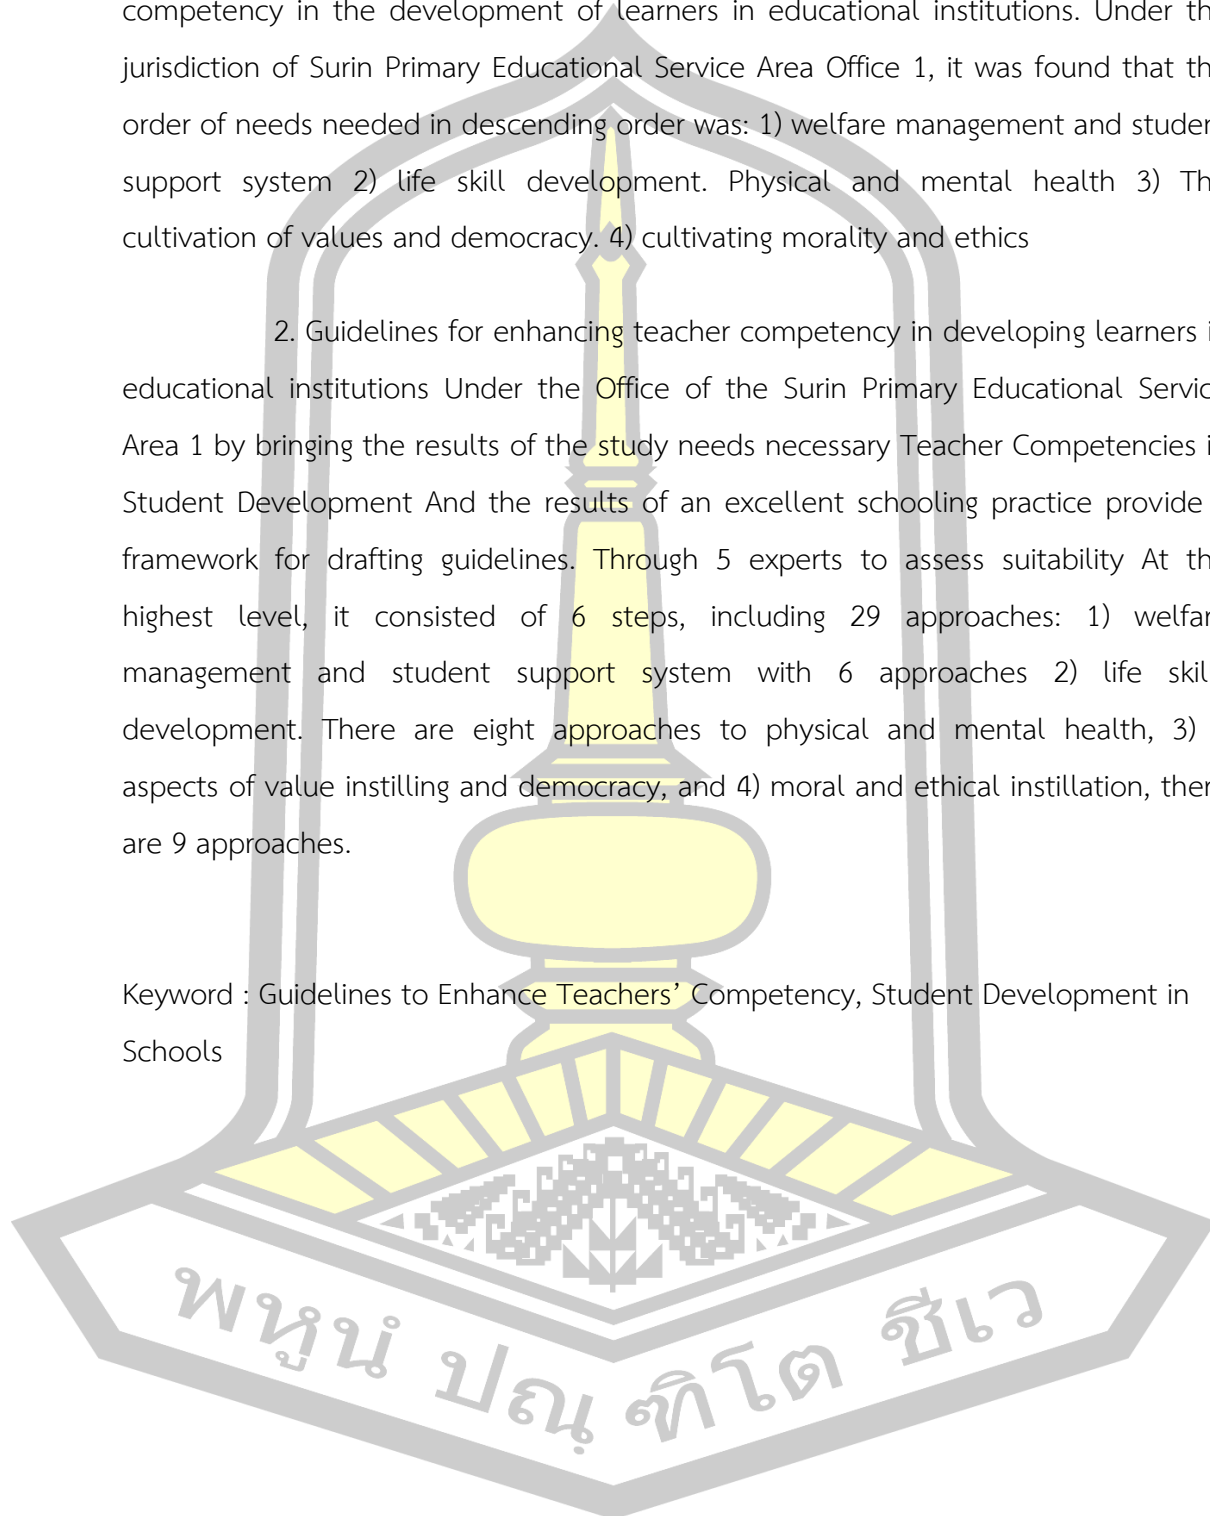 competency in the development of learners in educational institutions. Under th
jurisdiction of Surin Primary Educational Service Area Office 1, it was found that th
order of needs needed in descending order was: 1) welfare management and studen
support system 2) life skill development. Physical and mental health 3) Th
cultivation of values and democracy. 4) cultivating morality and ethics
2. Guidelines for enhancing teacher competency in developing learners i
educational institutions Under the Office of the Surin Primary Educational Servic
Area 1 by bringing the results of the study needs necessary Teacher Competencies i
Student Development And the results of an excellent schooling practice provide
framework for drafting guidelines. Through 5 experts to assess suitability At th
highest level, it consisted of 6 steps, including 29 approaches: 1) welfar
management and student support system with 6 approaches 2) life skil
development. There are eight approaches to physical and mental health, 3)
aspects of value instilling and democracy, and 4) moral and ethical instillation, ther
are 9 approaches.
Keyword : Guidelines to Enhance Teachers’ Competency, Student Development in
Schools
พหูนํ ปณฺฑิโต ชีเว